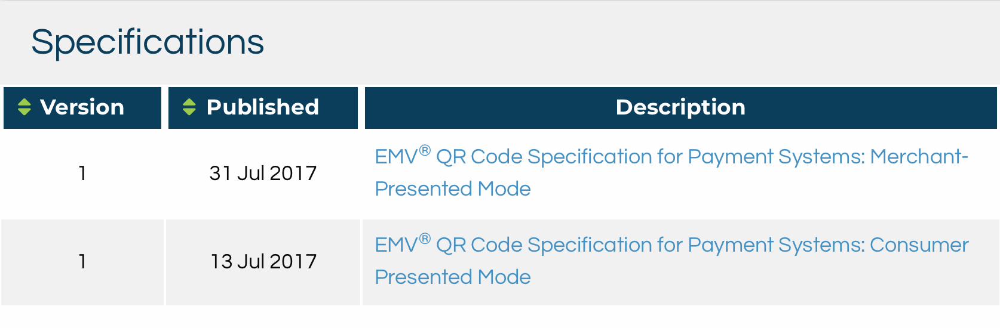 Specifications
Version Published Description
1 31 Jul 2017 EMV® QR Code Specification for Payment Systems: Merchant-
Presented Mode
1 13 Jul 2017 EMV® QR Code Specification for Payment Systems: Consumer
Presented Mode